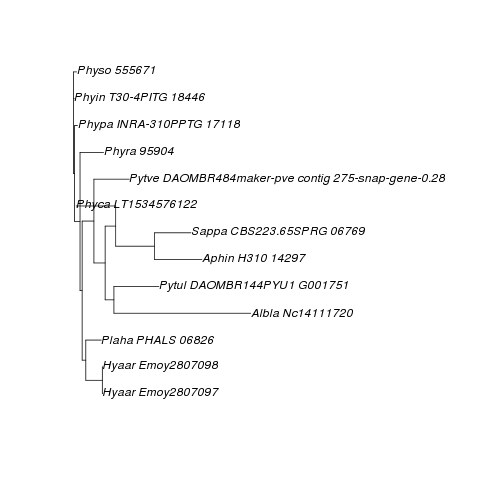 Physo 555671
Phyin T30-4PITG 18446
Phypa INRA-310PPTG 17118
Phyra 95904
Pytve DAOMBR484maker-pve contig 275-snap-gene-0.28
Phyca LT1534576122
Sappa CBS223.65SPRG 06769
Aphin H310 14297
Pytul DAOMBR144PYU1 G001751
Albla Nc14111720
Plaha PHALS 06826
Hyaar Emoy2807098
Hyaar Emoy2807097